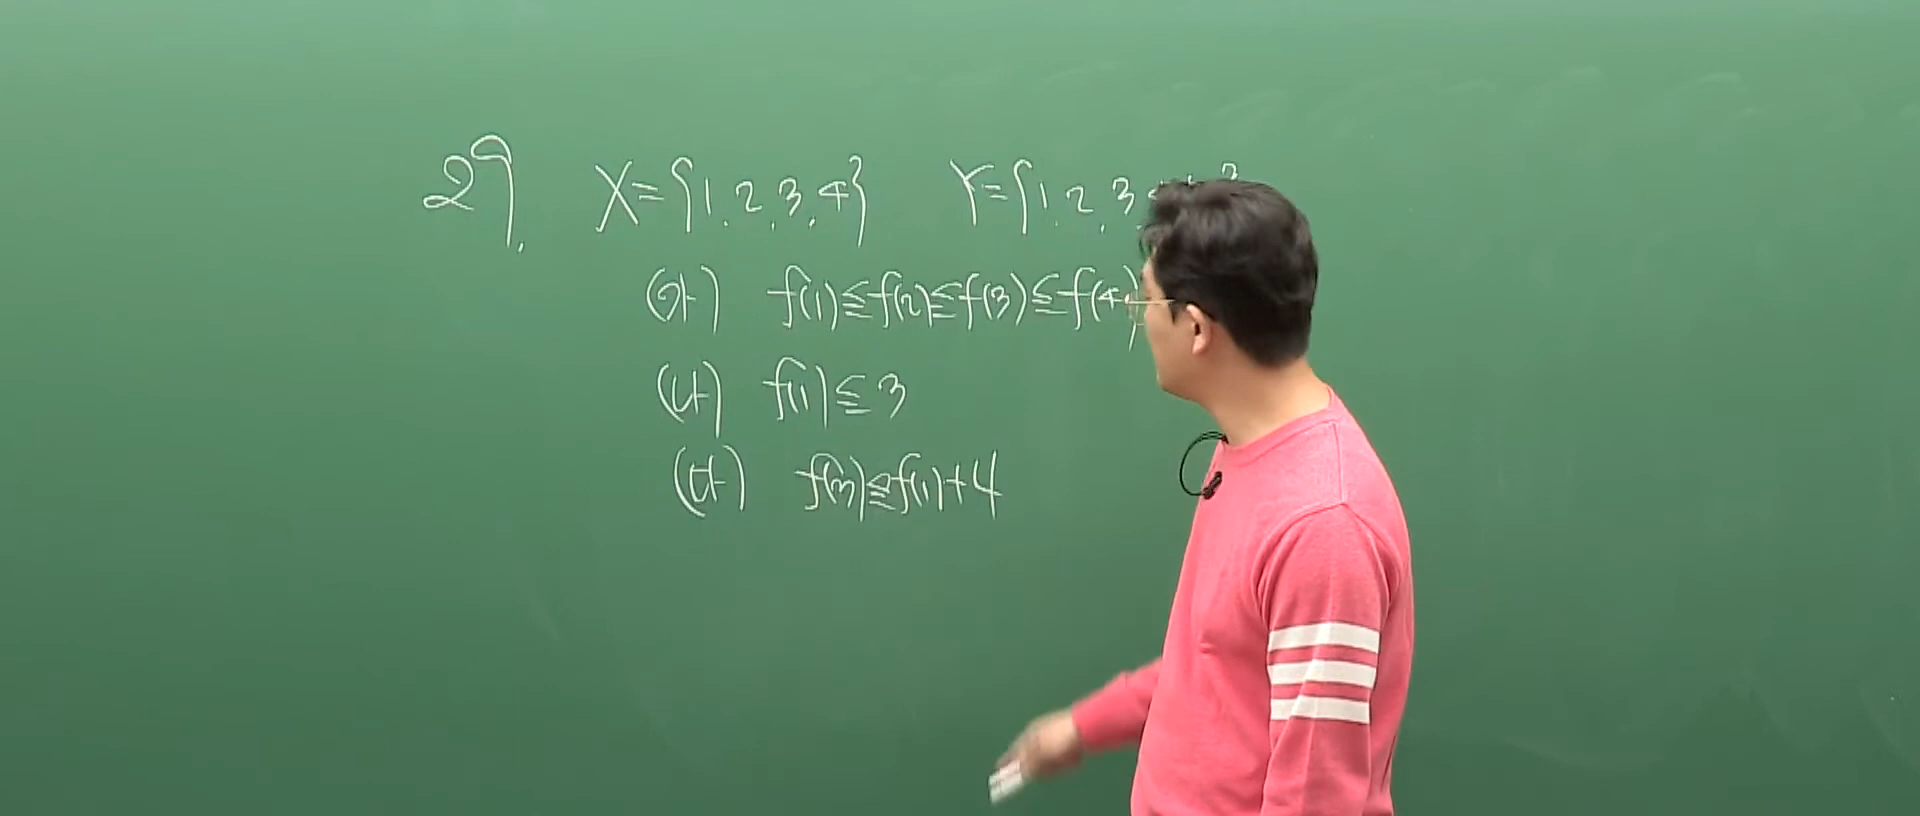 29. X={1.2.3.4} Y={1.2.3.
(가) f(1)≤f(2)≤f(3)≤f(4)
(나) f(1)≤3
(다) f(3)≤f(1)+4